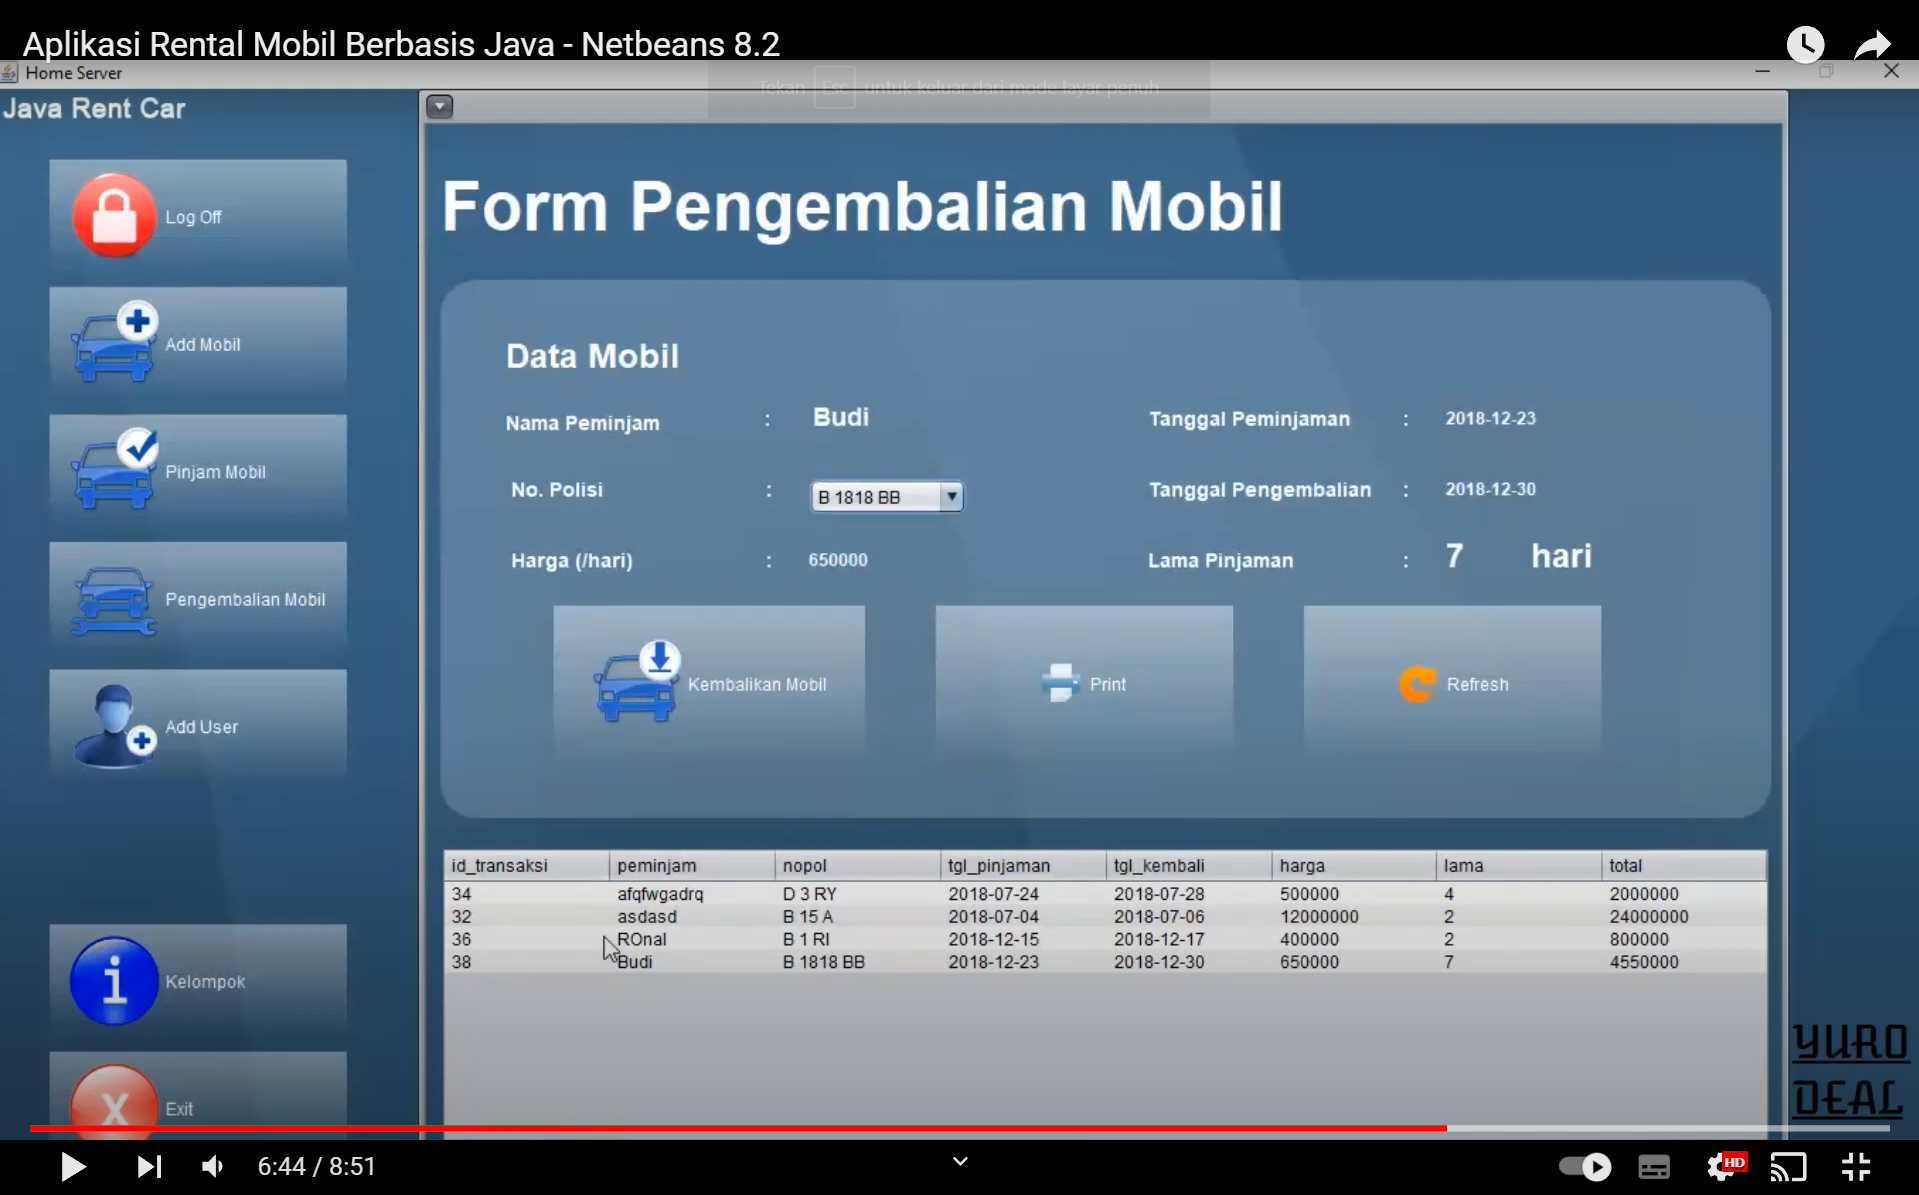 Aplikasi Rental Mobil Berbasis Java - Netbeans 8.2
Home Server
Tekan Esc untuk keluar dari mode layar penuh
Java Rent Car
Log Off
Add Mobil
Pinjam Mobil
Pengembalian Mobil
Add User
Kelompok
Exit
Form Pengembalian Mobil
Data Mobil
Nama Peminjam : Budi
No. Polisi : B 1818 BB
Harga (/hari) : 650000
Tanggal Peminjaman : 2018-12-23
Tanggal Pengembalian : 2018-12-30
Lama Pinjaman : 7 hari
Kembalikan Mobil
Print
Refresh
id_transaksi peminjam nopol tgl_pinjaman tgl_kembali harga lama total
34 afqfwgadrq D 3 RY 2018-07-24 2018-07-28 500000 4 2000000
32 asdasd B 15 A 2018-07-04 2018-07-06 12000000 2 24000000
36 ROnal B 1 RI 2018-12-15 2018-12-17 400000 2 800000
38 Budi B 1818 BB 2018-12-23 2018-12-30 650000 7 4550000
YURO
DEAL
6:44 / 8:51
HD